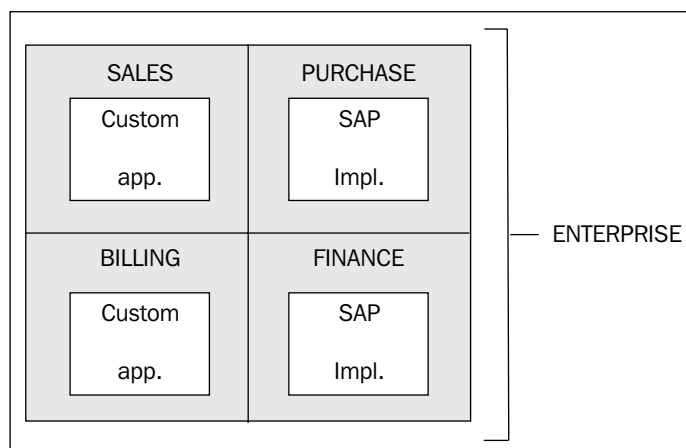 SALES
Custom
app.
PURCHASE
SAP
Impl.
BILLING
Custom
app.
FINANCE
SAP
Impl.
ENTERPRISE